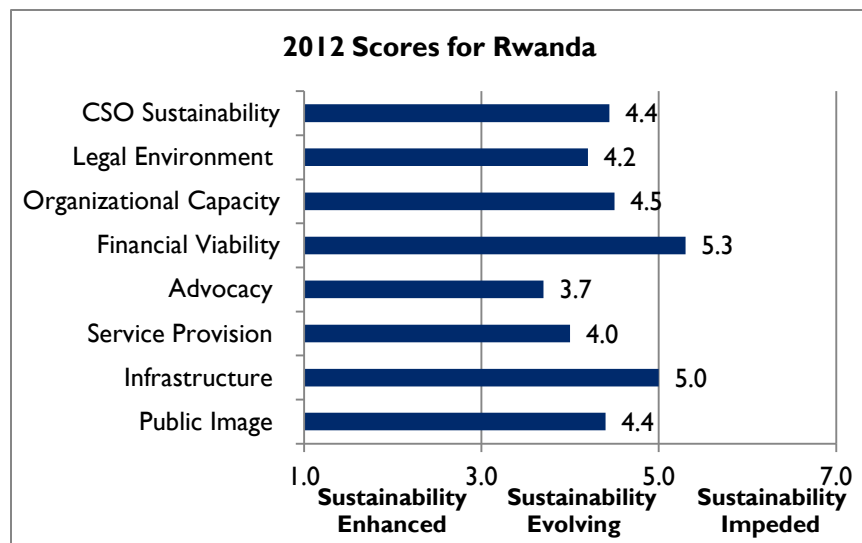 2012 Scores for Rwanda
CSO Sustainability 4.4
Legal Environment 4.2
Organizational Capacity 4.5
Financial Viability 5.3
Advocacy 3.7
Service Provision 4.0
Infrastructure 5.0
Public Image 4.4
1.0 3.0 5.0 7.0
Sustainability Sustainability Sustainability
Enhanced Evolving Impeded